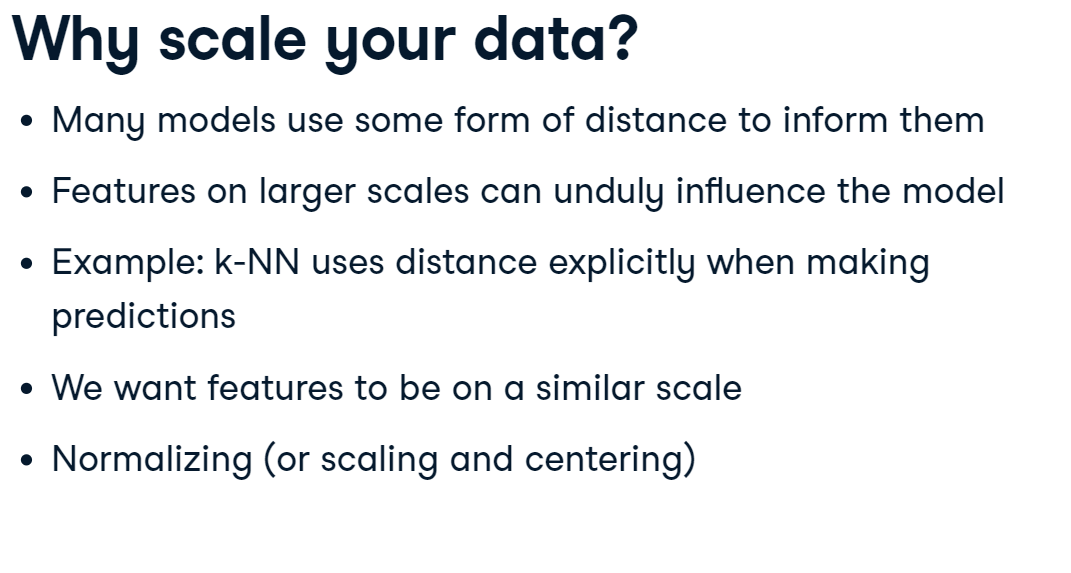 Why scale your data?
• Many models use some form of distance to inform them
• Features on larger scales can unduly influence the model
• Example: k-NN uses distance explicitly when making
predictions
• We want features to be on a similar scale
• Normalizing (or scaling and centering)